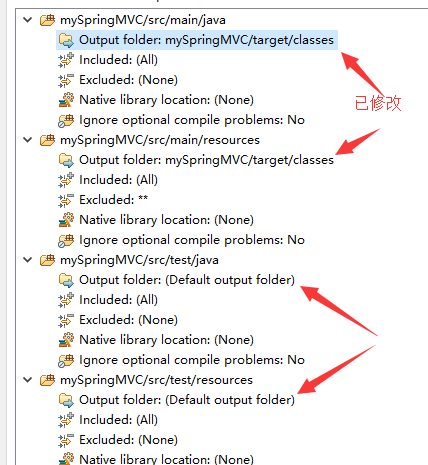 mySpringMVC/src/main/java
Output folder: mySpringMVC/target/classes
Included: (All)
Excluded: (None)
Native library location: (None)
Ignore optional compile problems: No
已修改
mySpringMVC/src/main/resources
Output folder: mySpringMVC/target/classes
Included: (All)
Excluded: **
Native library location: (None)
Ignore optional compile problems: No
mySpringMVC/src/test/java
Output folder: (Default output folder)
Included: (All)
Excluded: (None)
Native library location: (None)
Ignore optional compile problems: No
mySpringMVC/src/test/resources
Output folder: (Default output folder)
Included: (All)
Excluded: (None)
Native library location: (None)